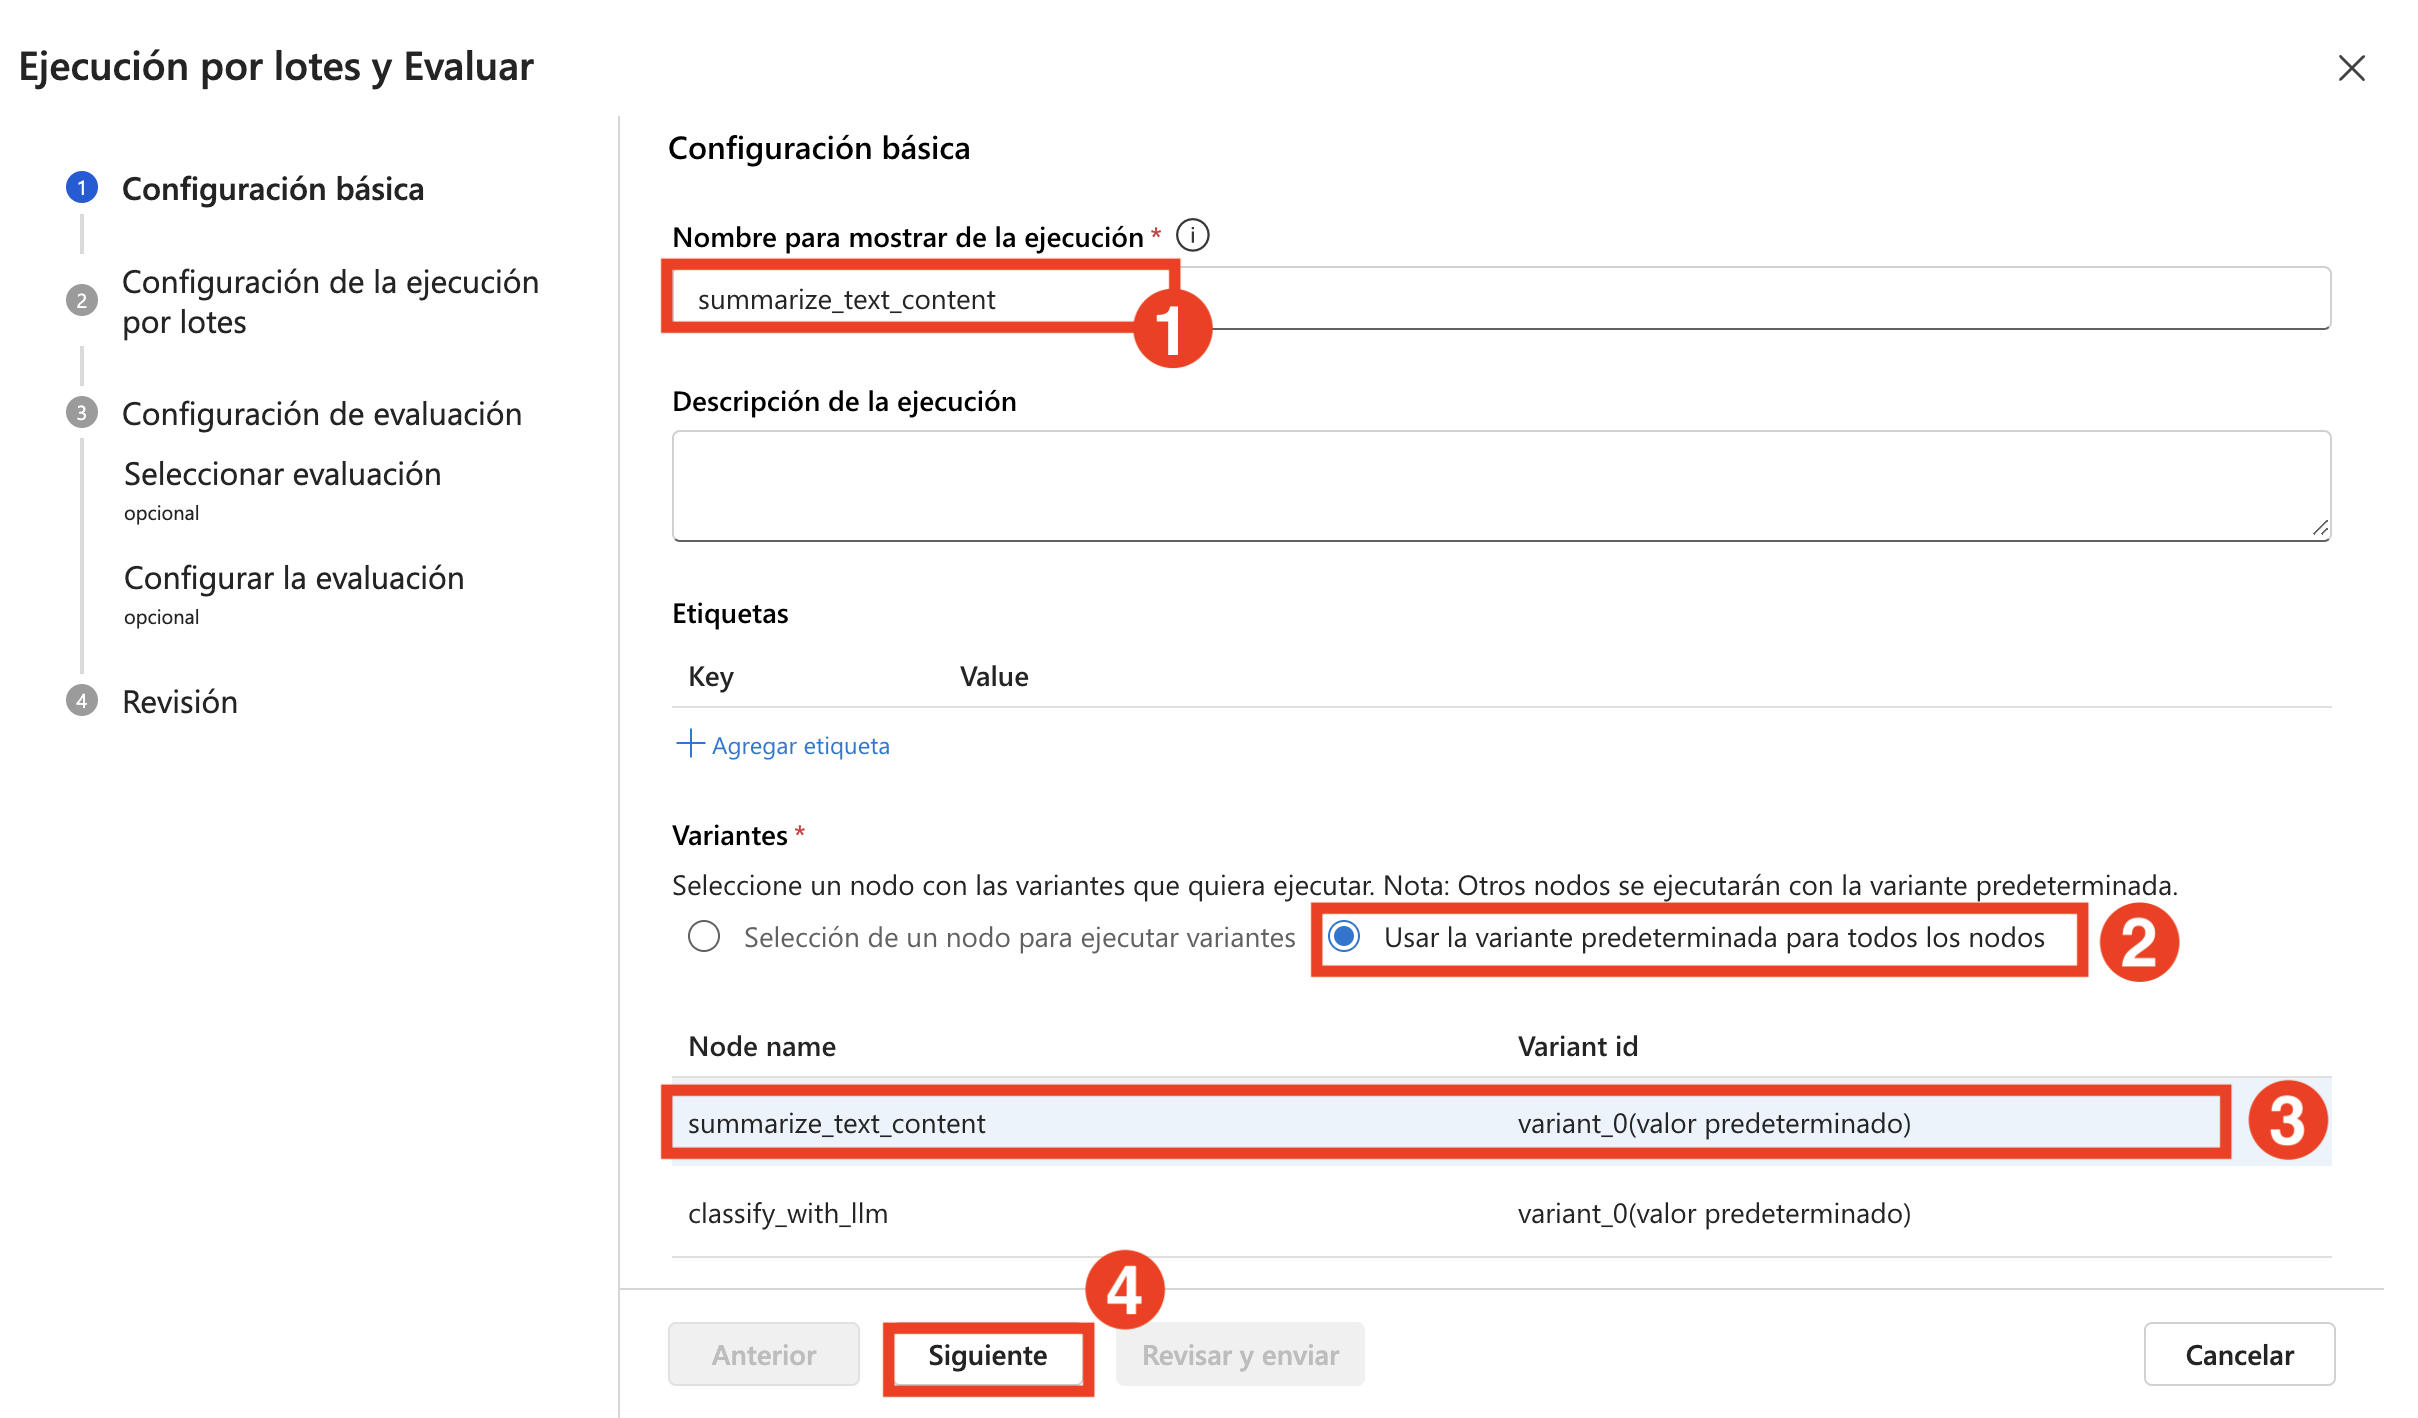 Ejecución por lotes y Evaluar
1 Configuración básica
2 Configuración de la ejecución
por lotes
3 Configuración de evaluación
Seleccionar evaluación
opcional
Configurar la evaluación
opcional
4 Revisión
Configuración básica
Nombre para mostrar de la ejecución * i
summarize_text_content
1
Descripción de la ejecución
Etiquetas
Key Value
Agregar etiqueta
Variantes *
Seleccione un nodo con las variantes que quiera ejecutar. Nota: Otros nodos se ejecutarán con la variante predeterminada.
Selección de un nodo para ejecutar variantes Usar la variante predeterminada para todos los nodos 2
Node name Variant id
summarize_text_content variant_0(valor predeterminado) 3
classify_with_llm variant_0(valor predeterminado)
4
Anterior Siguiente Revisar y enviar Cancelar